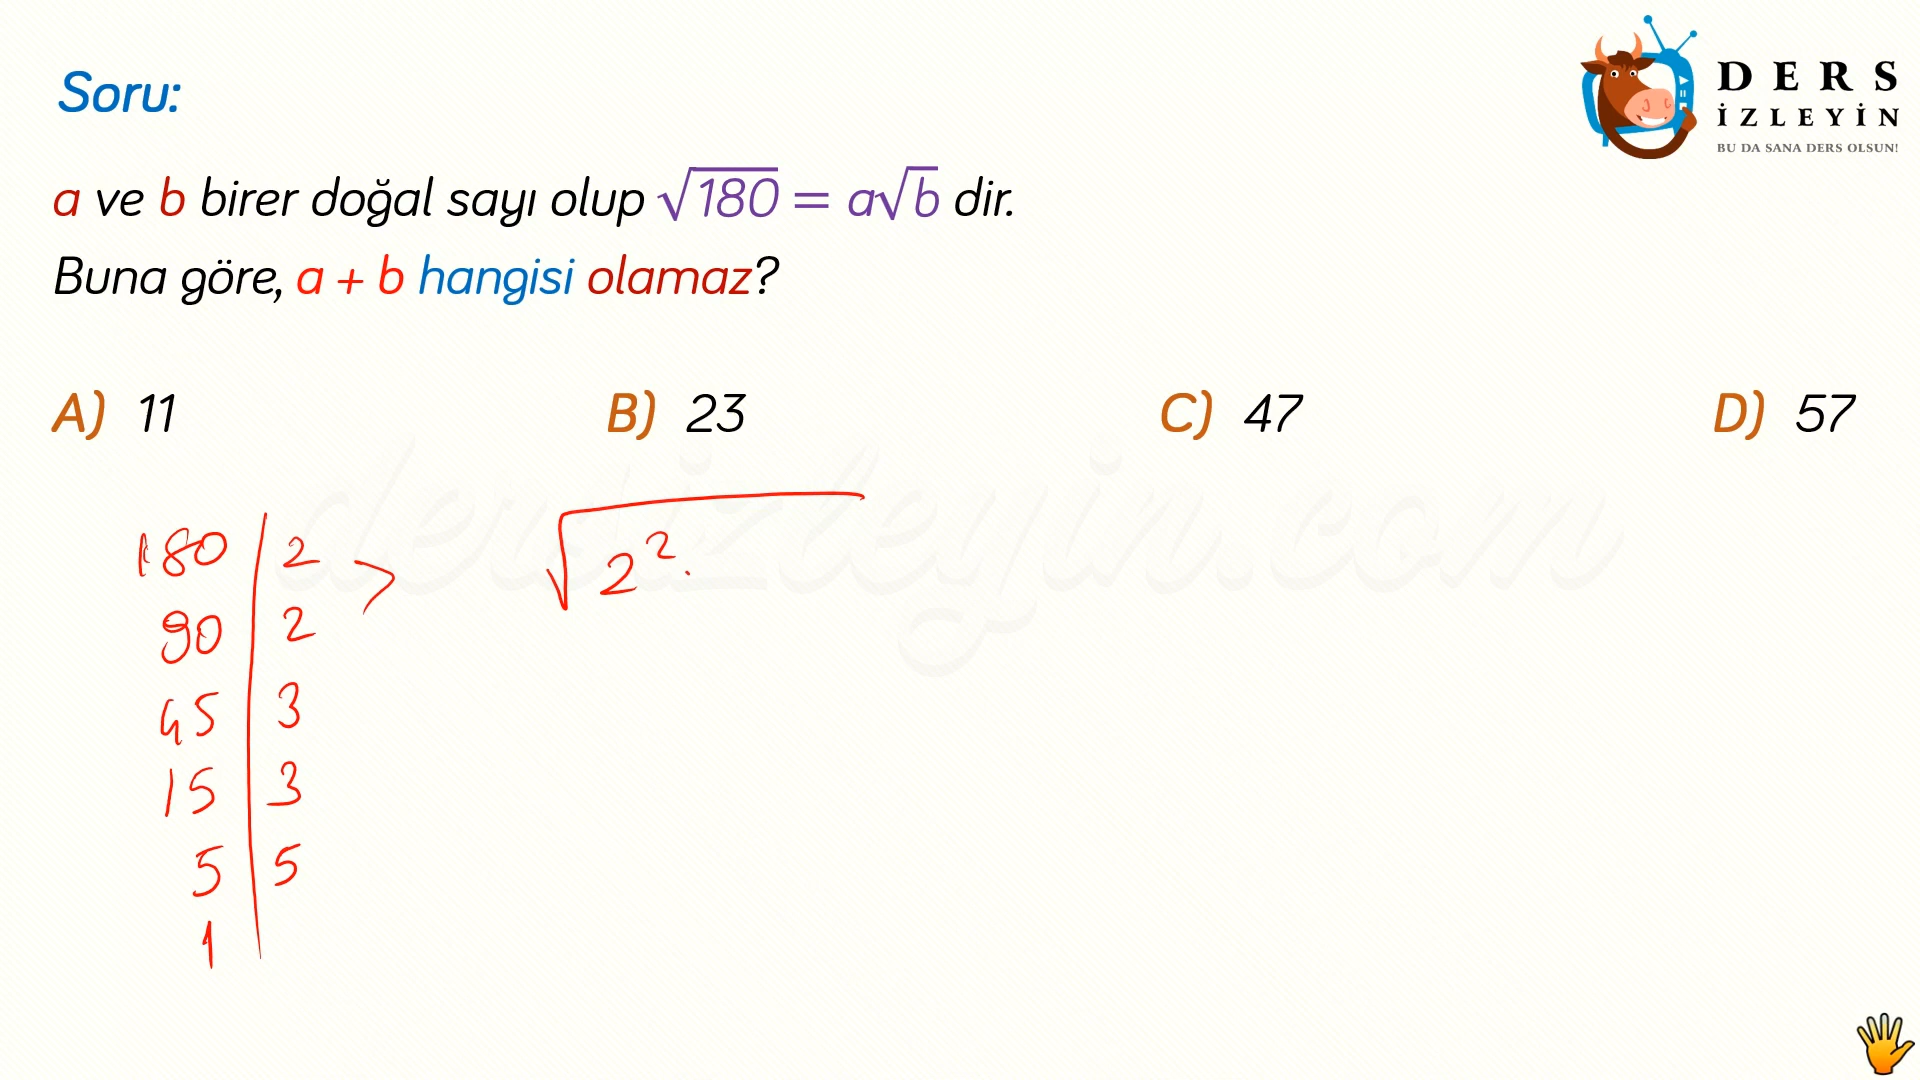 Soru:
DERS
İZLEYİN
BU DA SANA DERS OLSUN!
a ve b birer doğal sayı olup √180 = a√b dir.
Buna göre, a + b hangisi olamaz?
A) 11 B) 23 C) 47 D) 57
dersizleyin.com
180 | 2 > √2².
90 | 2
45 | 3
15 | 3
5 | 5
1